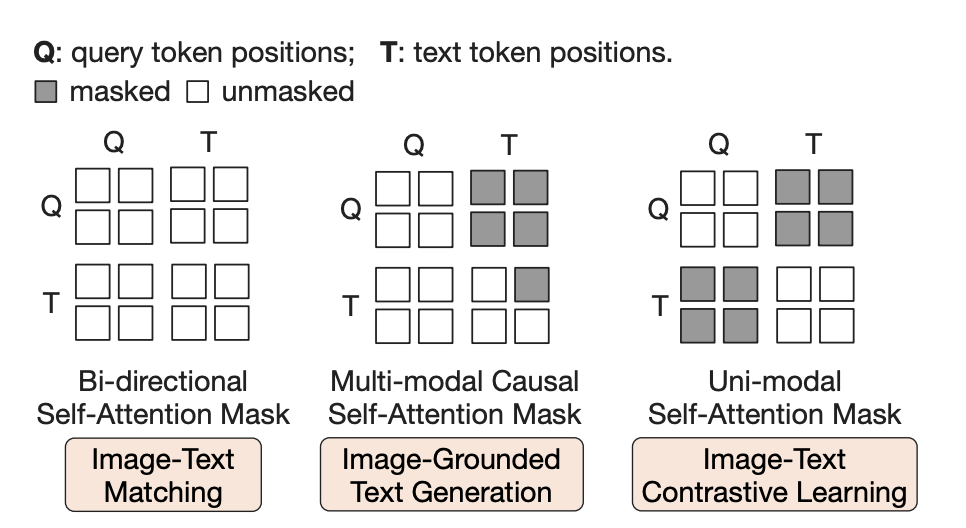 Q: query token positions; T: text token positions.
masked unmasked
Q T
Q
T
Bi-directional
Self-Attention Mask
Image-Text
Matching
Q T
Q
T
Multi-modal Causal
Self-Attention Mask
Image-Grounded
Text Generation
Q T
Q
T
Uni-modal
Self-Attention Mask
Image-Text
Contrastive Learning